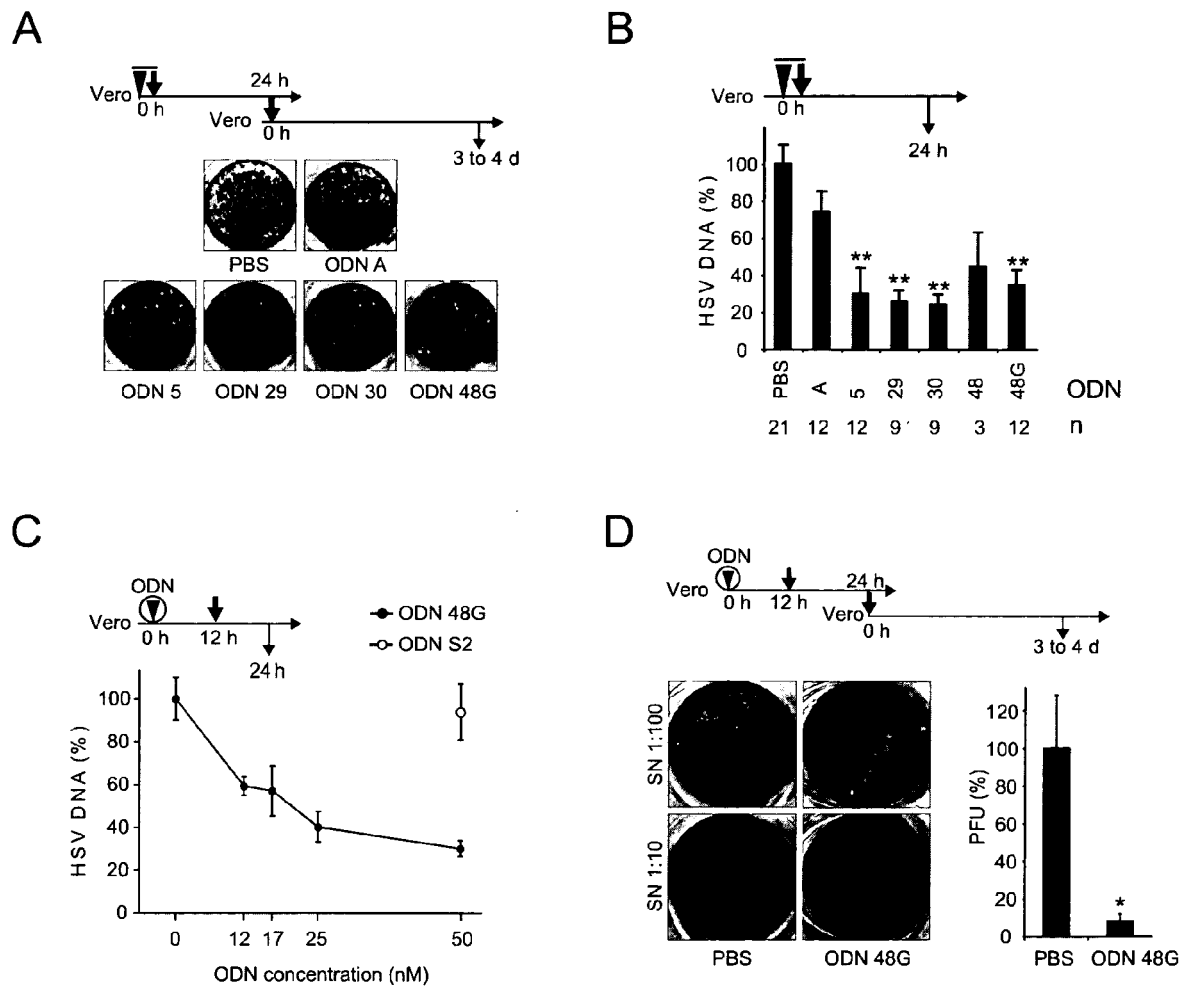 A
Vero
0 h
24 h
Vero
0 h
3 to 4 d
PBS
ODN A
ODN 5
ODN 29
ODN 30
ODN 48G
B
Vero
0 h
24 h
HSV DNA (%)
100
80
60
40
20
0
**
**
**
**
PBS A 5 29 30 48 48G ODN
21 12 12 9 9 3 12 n
C
ODN
Vero
0 h
12 h
24 h
ODN 48G
ODN S2
HSV DNA (%)
100
80
60
40
20
0
0 12 17 25 50
ODN concentration (nM)
D
ODN
Vero
0 h
12 h
24 h
Vero
0 h
3 to 4 d
SN 1:100
SN 1:10
PBS
ODN 48G
PFU (%)
120
100
80
60
40
20
0
*
PBS ODN 48G